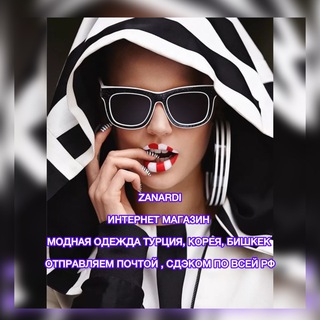 ZANARDI
ИНТЕРНЕТ МАГАЗИН
МОДНАЯ ОДЕЖДА ТУРЦИЯ, КОРЕЯ, БИШКЕК
ОТПРАВЛЯЕМ ПОЧТОЙ , СДЭКОМ ПО ВСЕЙ РФ